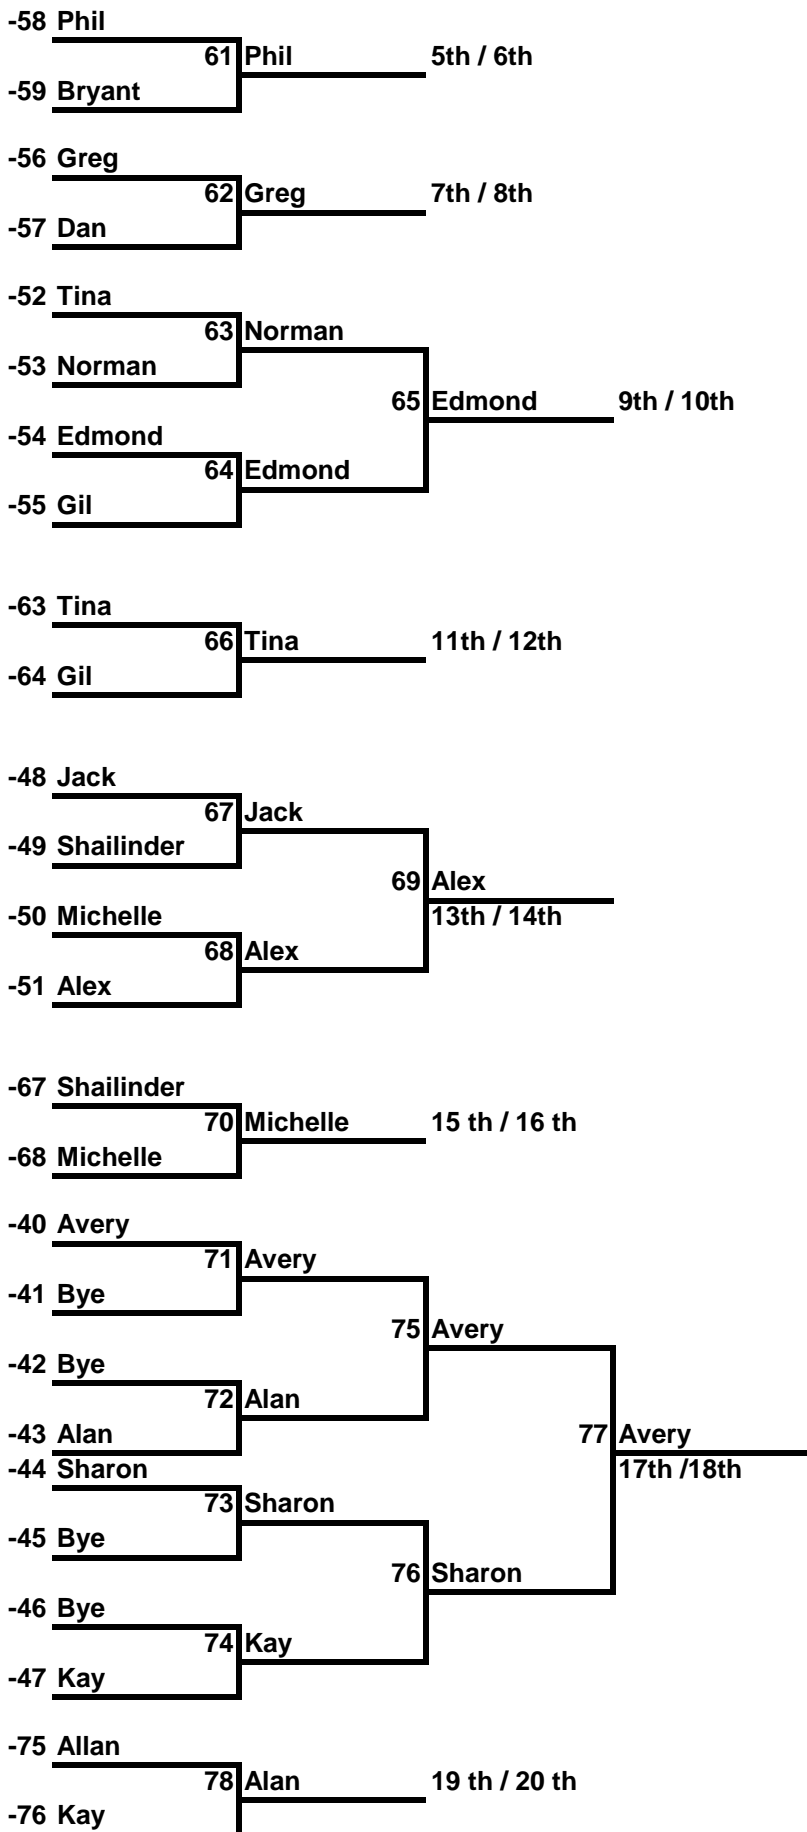 -58 Phil
61 Phil 5th / 6th
-59 Bryant
-56 Greg
62 Greg 7th / 8th
-57 Dan
-52 Tina
63 Norman
-53 Norman
65 Edmond 9th / 10th
-54 Edmond
64 Edmond
-55 Gil
-63 Tina
66 Tina 11th / 12th
-64 Gil
-48 Jack
67 Jack
-49 Shailinder
69 Alex
-50 Michelle 13th / 14th
68 Alex
-51 Alex
-67 Shailinder
70 Michelle 15 th / 16 th
-68 Michelle
-40 Avery
71 Avery
-41 Bye
75 Avery
-42 Bye
72 Alan
-43 Alan 77 Avery
-44 Sharon 17th /18th
73 Sharon
-45 Bye
76 Sharon
-46 Bye
74 Kay
-47 Kay
-75 Allan
78 Alan 19 th / 20 th
-76 Kay